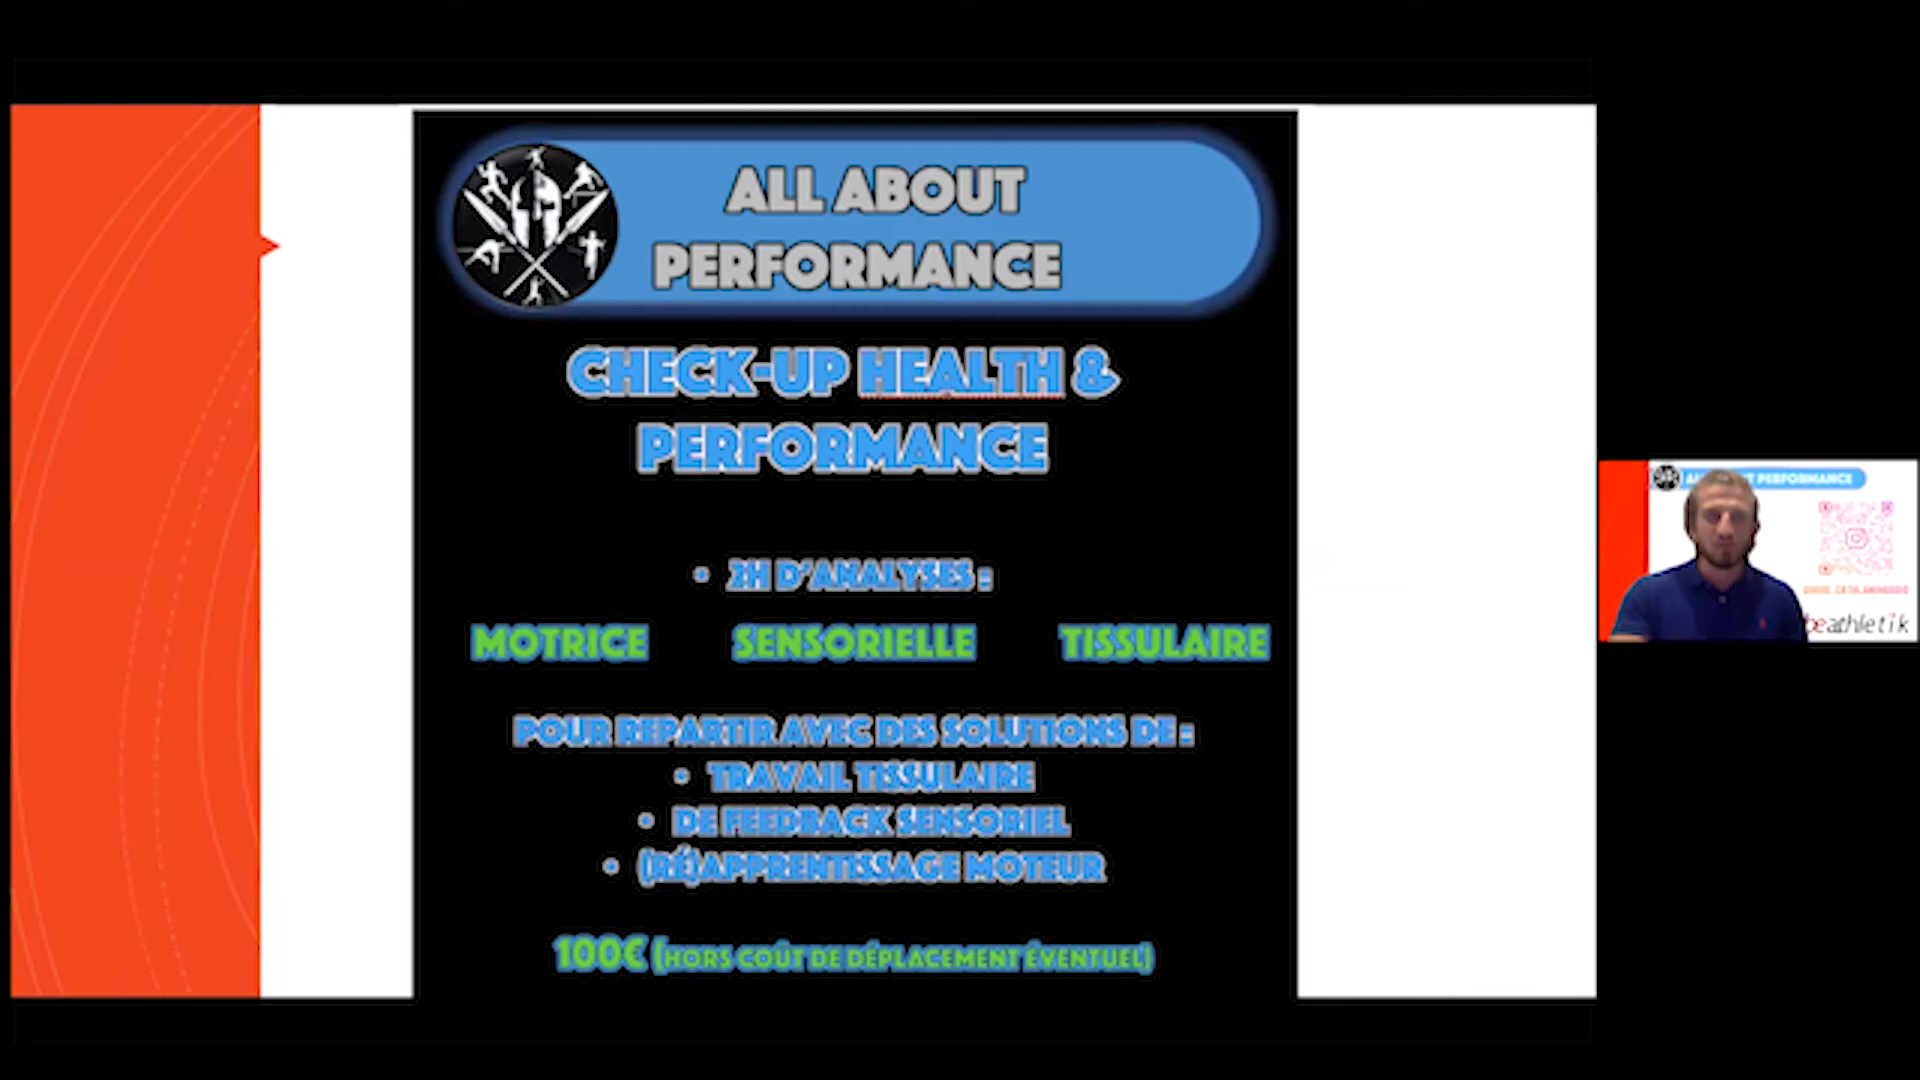 ALL ABOUT
PERFORMANCE
CHECK-UP HEALTH &
PERFORMANCE
• 2H D'ANALYSES :
MOTRICE SENSORIELLE TISSULAIRE
POUR REPARTIR AVEC DES SOLUTIONS DE :
• TRAVAIL TISSULAIRE
• DE FEEDBACK SENSORIEL
• (RÉ)APPRENTISSAGE MOTEUR
100€ (HORS COÛT DE DÉPLACEMENT ÉVENTUEL)
PERFORMANCE
beathletik